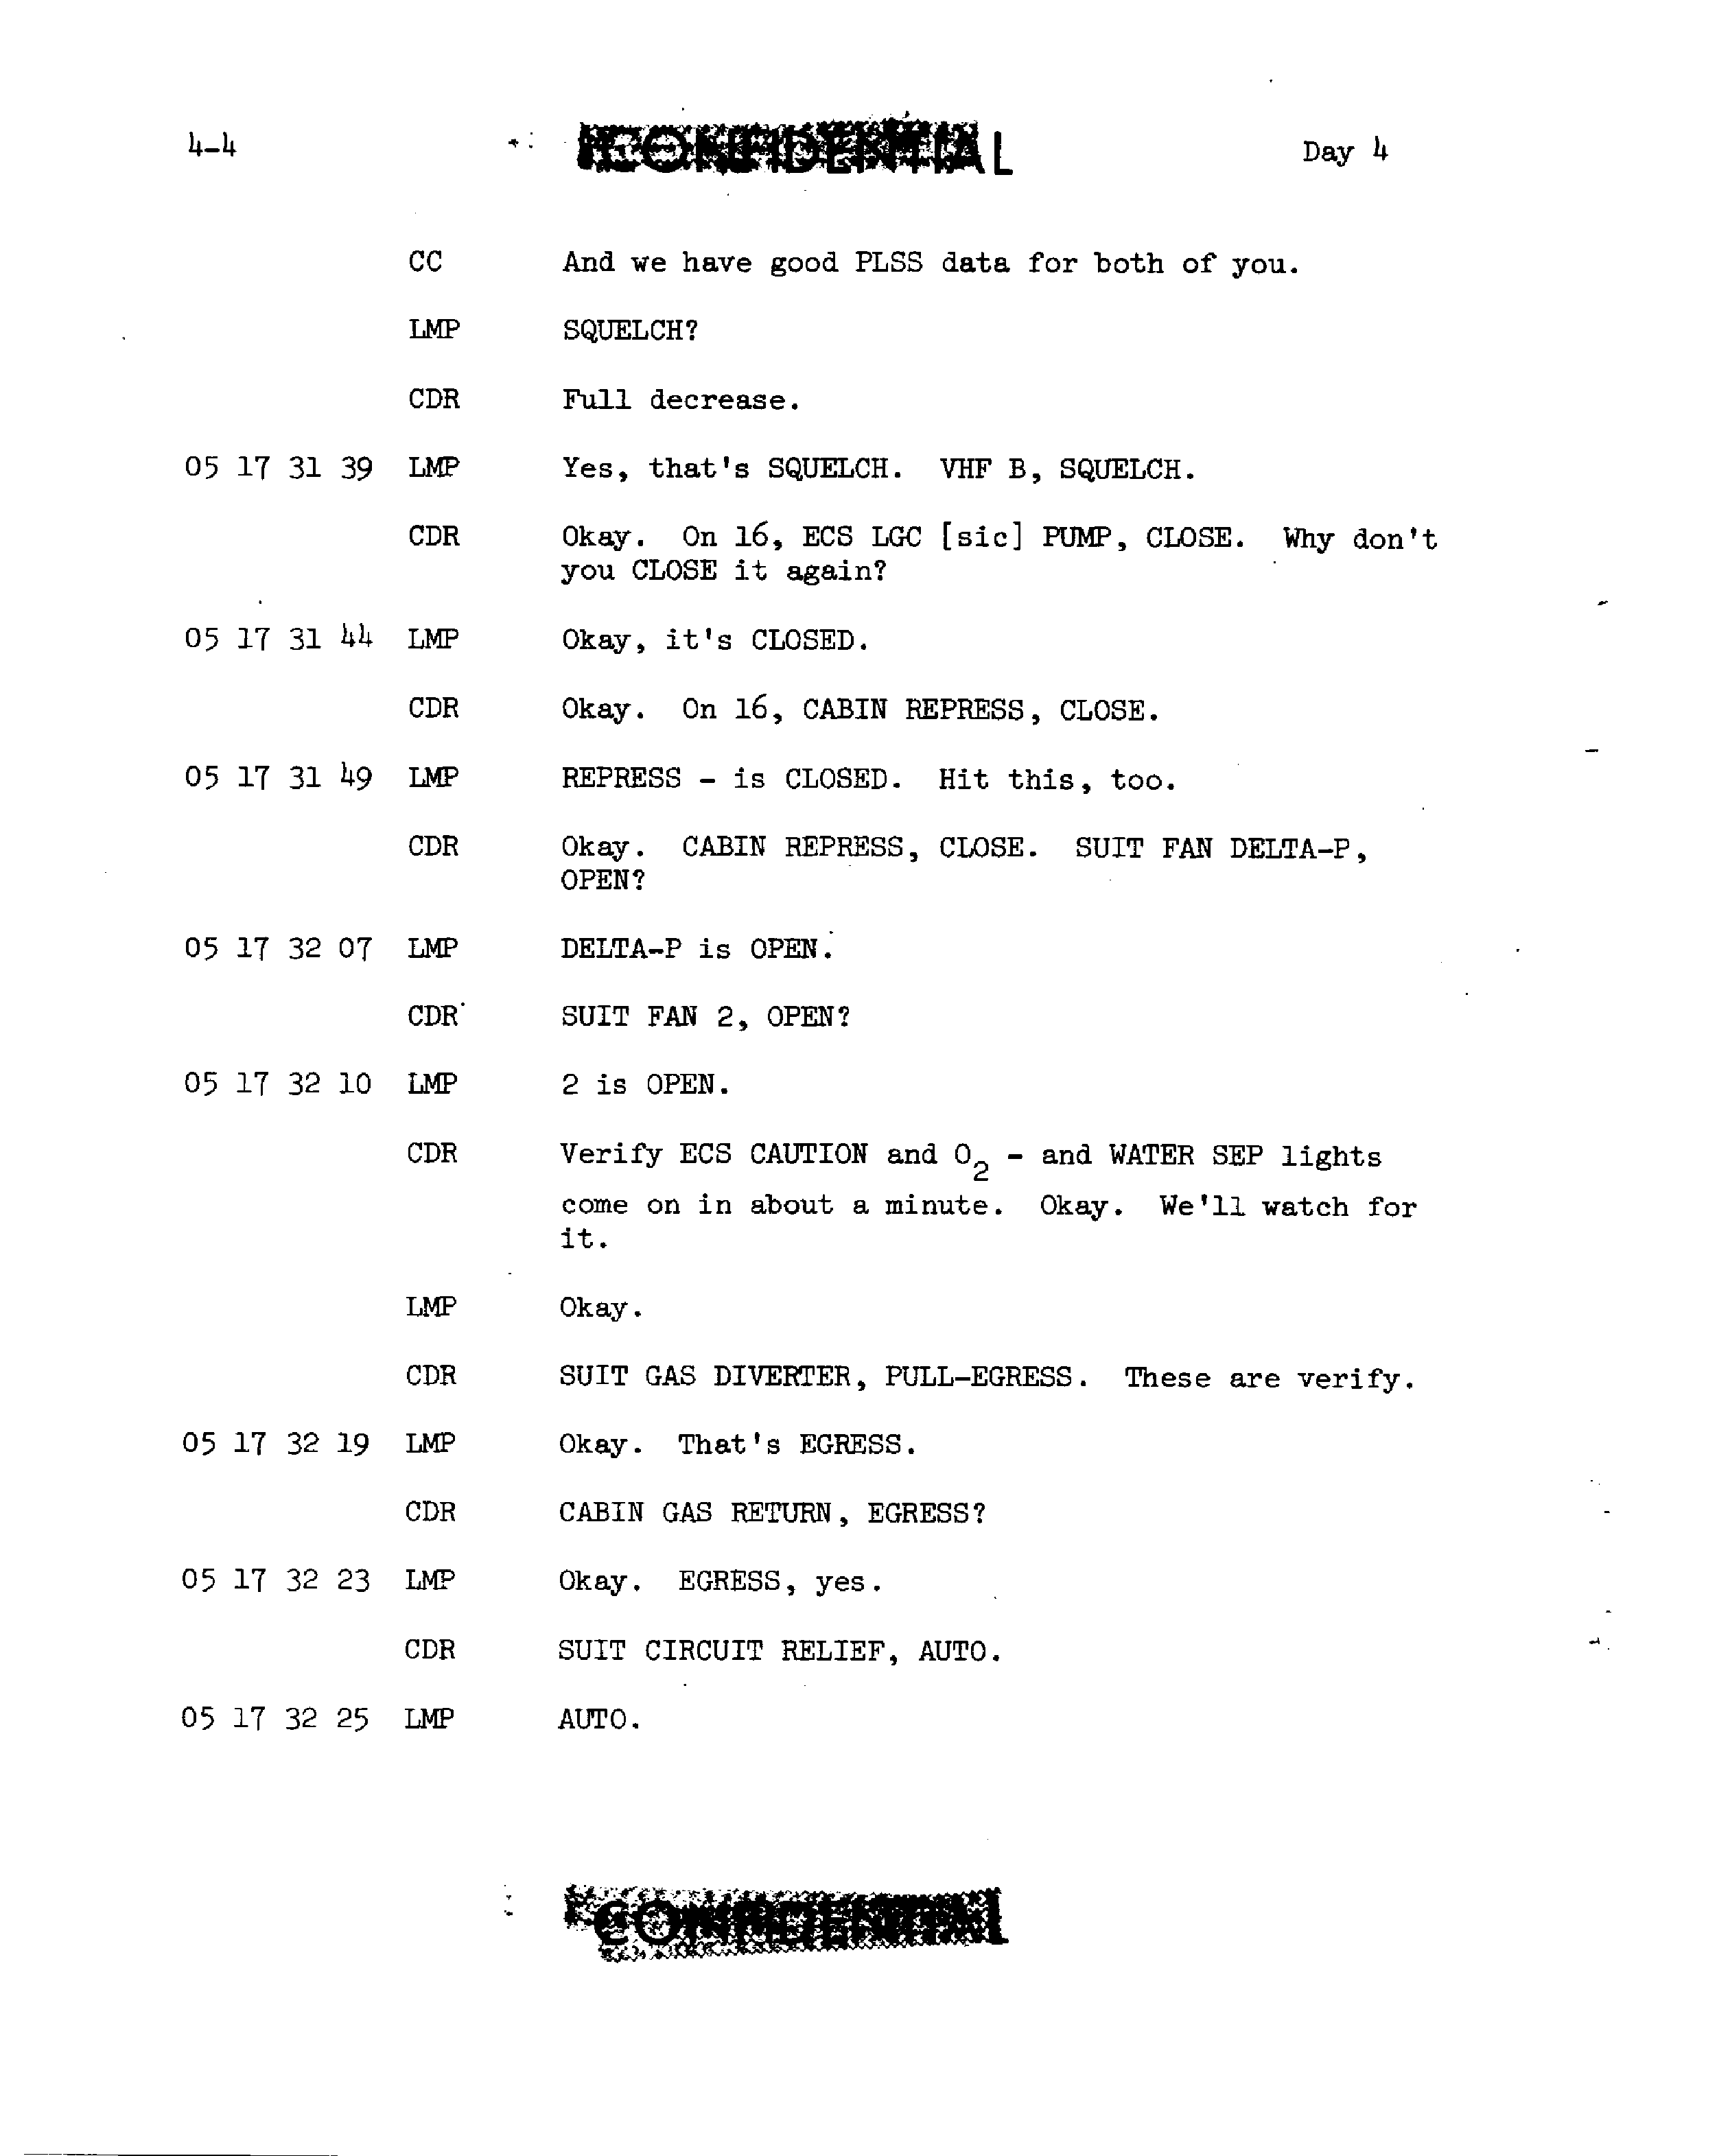 4-4 CONFIDENTIAL Day 4
CC And we have good PLSS data for both of you.
LMP SQUELCH?
CDR Full decrease.
05 17 31 39 LMP Yes, that's SQUELCH. VHF B, SQUELCH.
CDR Okay. On 16, ECS LGC [sic] PUMP, CLOSE. Why don't
you CLOSE it again?
05 17 31 44 LMP Okay, it's CLOSED.
CDR Okay. On 16, CABIN REPRESS, CLOSE.
05 17 31 49 LMP REPRESS - is CLOSED. Hit this, too.
CDR Okay. CABIN REPRESS, CLOSE. SUIT FAN DELTA-P,
OPEN?
05 17 32 07 LMP DELTA-P is OPEN.
CDR SUIT FAN 2, OPEN?
05 17 32 10 LMP 2 is OPEN.
CDR Verify ECS CAUTION and O2 - and WATER SEP lights
come on in about a minute. Okay. We'll watch for
it.
LMP Okay.
CDR SUIT GAS DIVERTER, PULL-EGRESS. These are verify.
05 17 32 19 LMP Okay. That's EGRESS.
CDR CABIN GAS RETURN, EGRESS?
05 17 32 23 LMP Okay. EGRESS, yes.
CDR SUIT CIRCUIT RELIEF, AUTO.
05 17 32 25 LMP AUTO.
CONFIDENTIAL